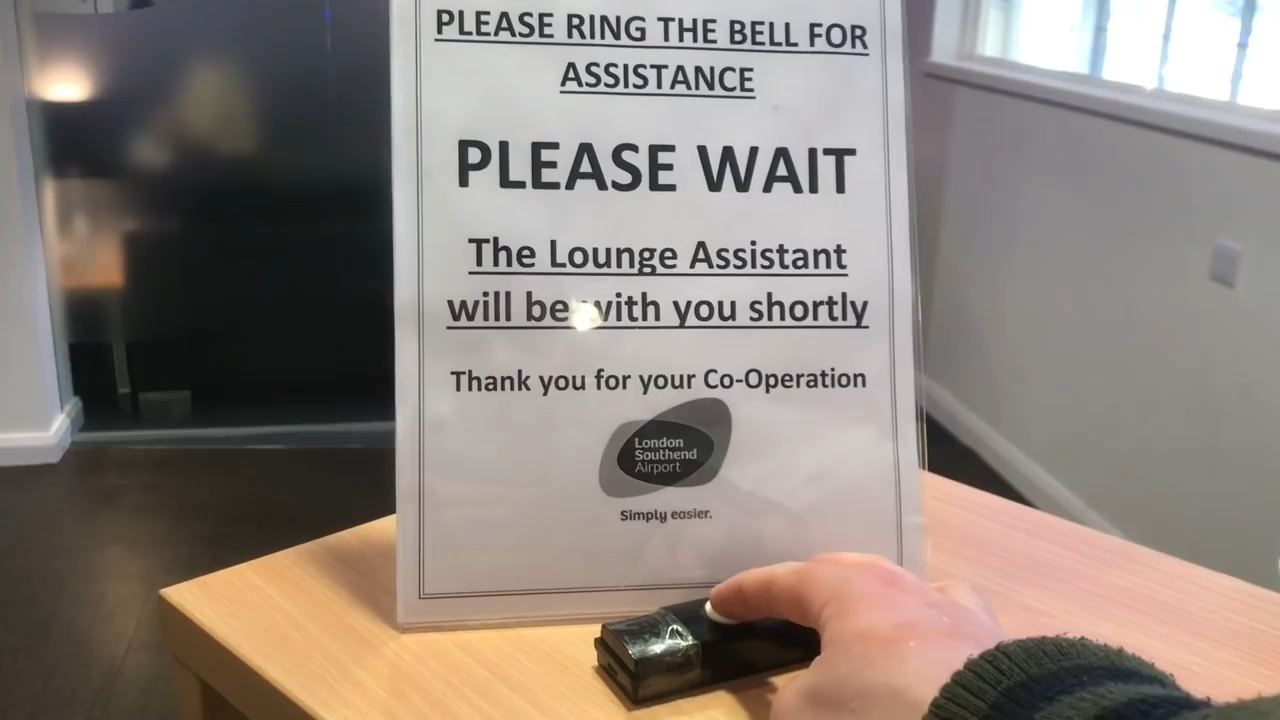 PLEASE RING THE BELL FOR
ASSISTANCE
PLEASE WAIT
The Lounge Assistant
will be with you shortly
Thank you for your Co-Operation
London
Southend
Airport
Simply easier.